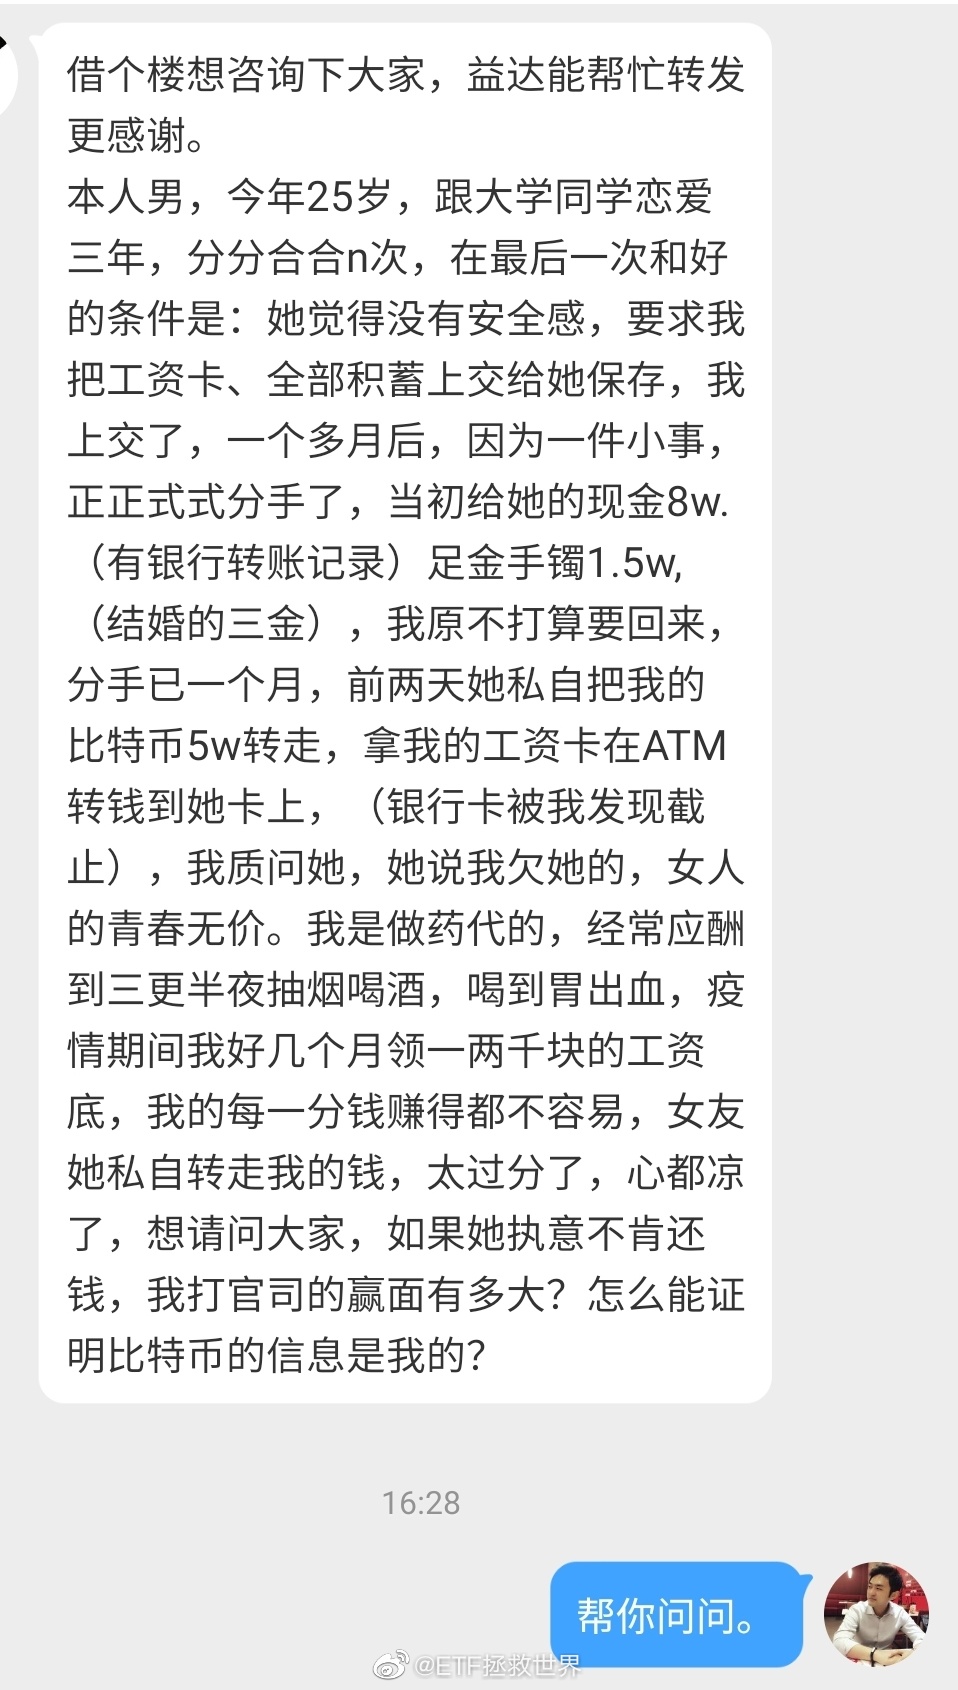 借个楼想咨询下大家，益达能帮忙转发
更感谢。
本人男，今年25岁，跟大学同学恋爱
三年，分分合合n次，在最后一次和好
的条件是：她觉得没有安全感，要求我
把工资卡、全部积蓄上交给她保存，我
上交了，一个多月后，因为一件小事，
正正式式分手了，当初给她的现金8w.
（有银行转账记录）足金手镯1.5w,
（结婚的三金），我原不打算要回来，
分手已一个月，前两天她私自把我的
比特币5w转走，拿我的工资卡在ATM
转钱到她卡上，（银行卡被我发现截
止），我质问她，她说我欠她的，女人
的青春无价。我是做药代的，经常应酬
到三更半夜抽烟喝酒，喝到胃出血，疫
情期间我好几个月领一两千块的工资
底，我的每一分钱赚得都不容易，女友
她私自转走我的钱，太过分了，心都凉
了，想请问大家，如果她执意不肯还
钱，我打官司的赢面有多大？怎么能证
明比特币的信息是我的？
16:28
帮你问问。
@ETF拯救世界